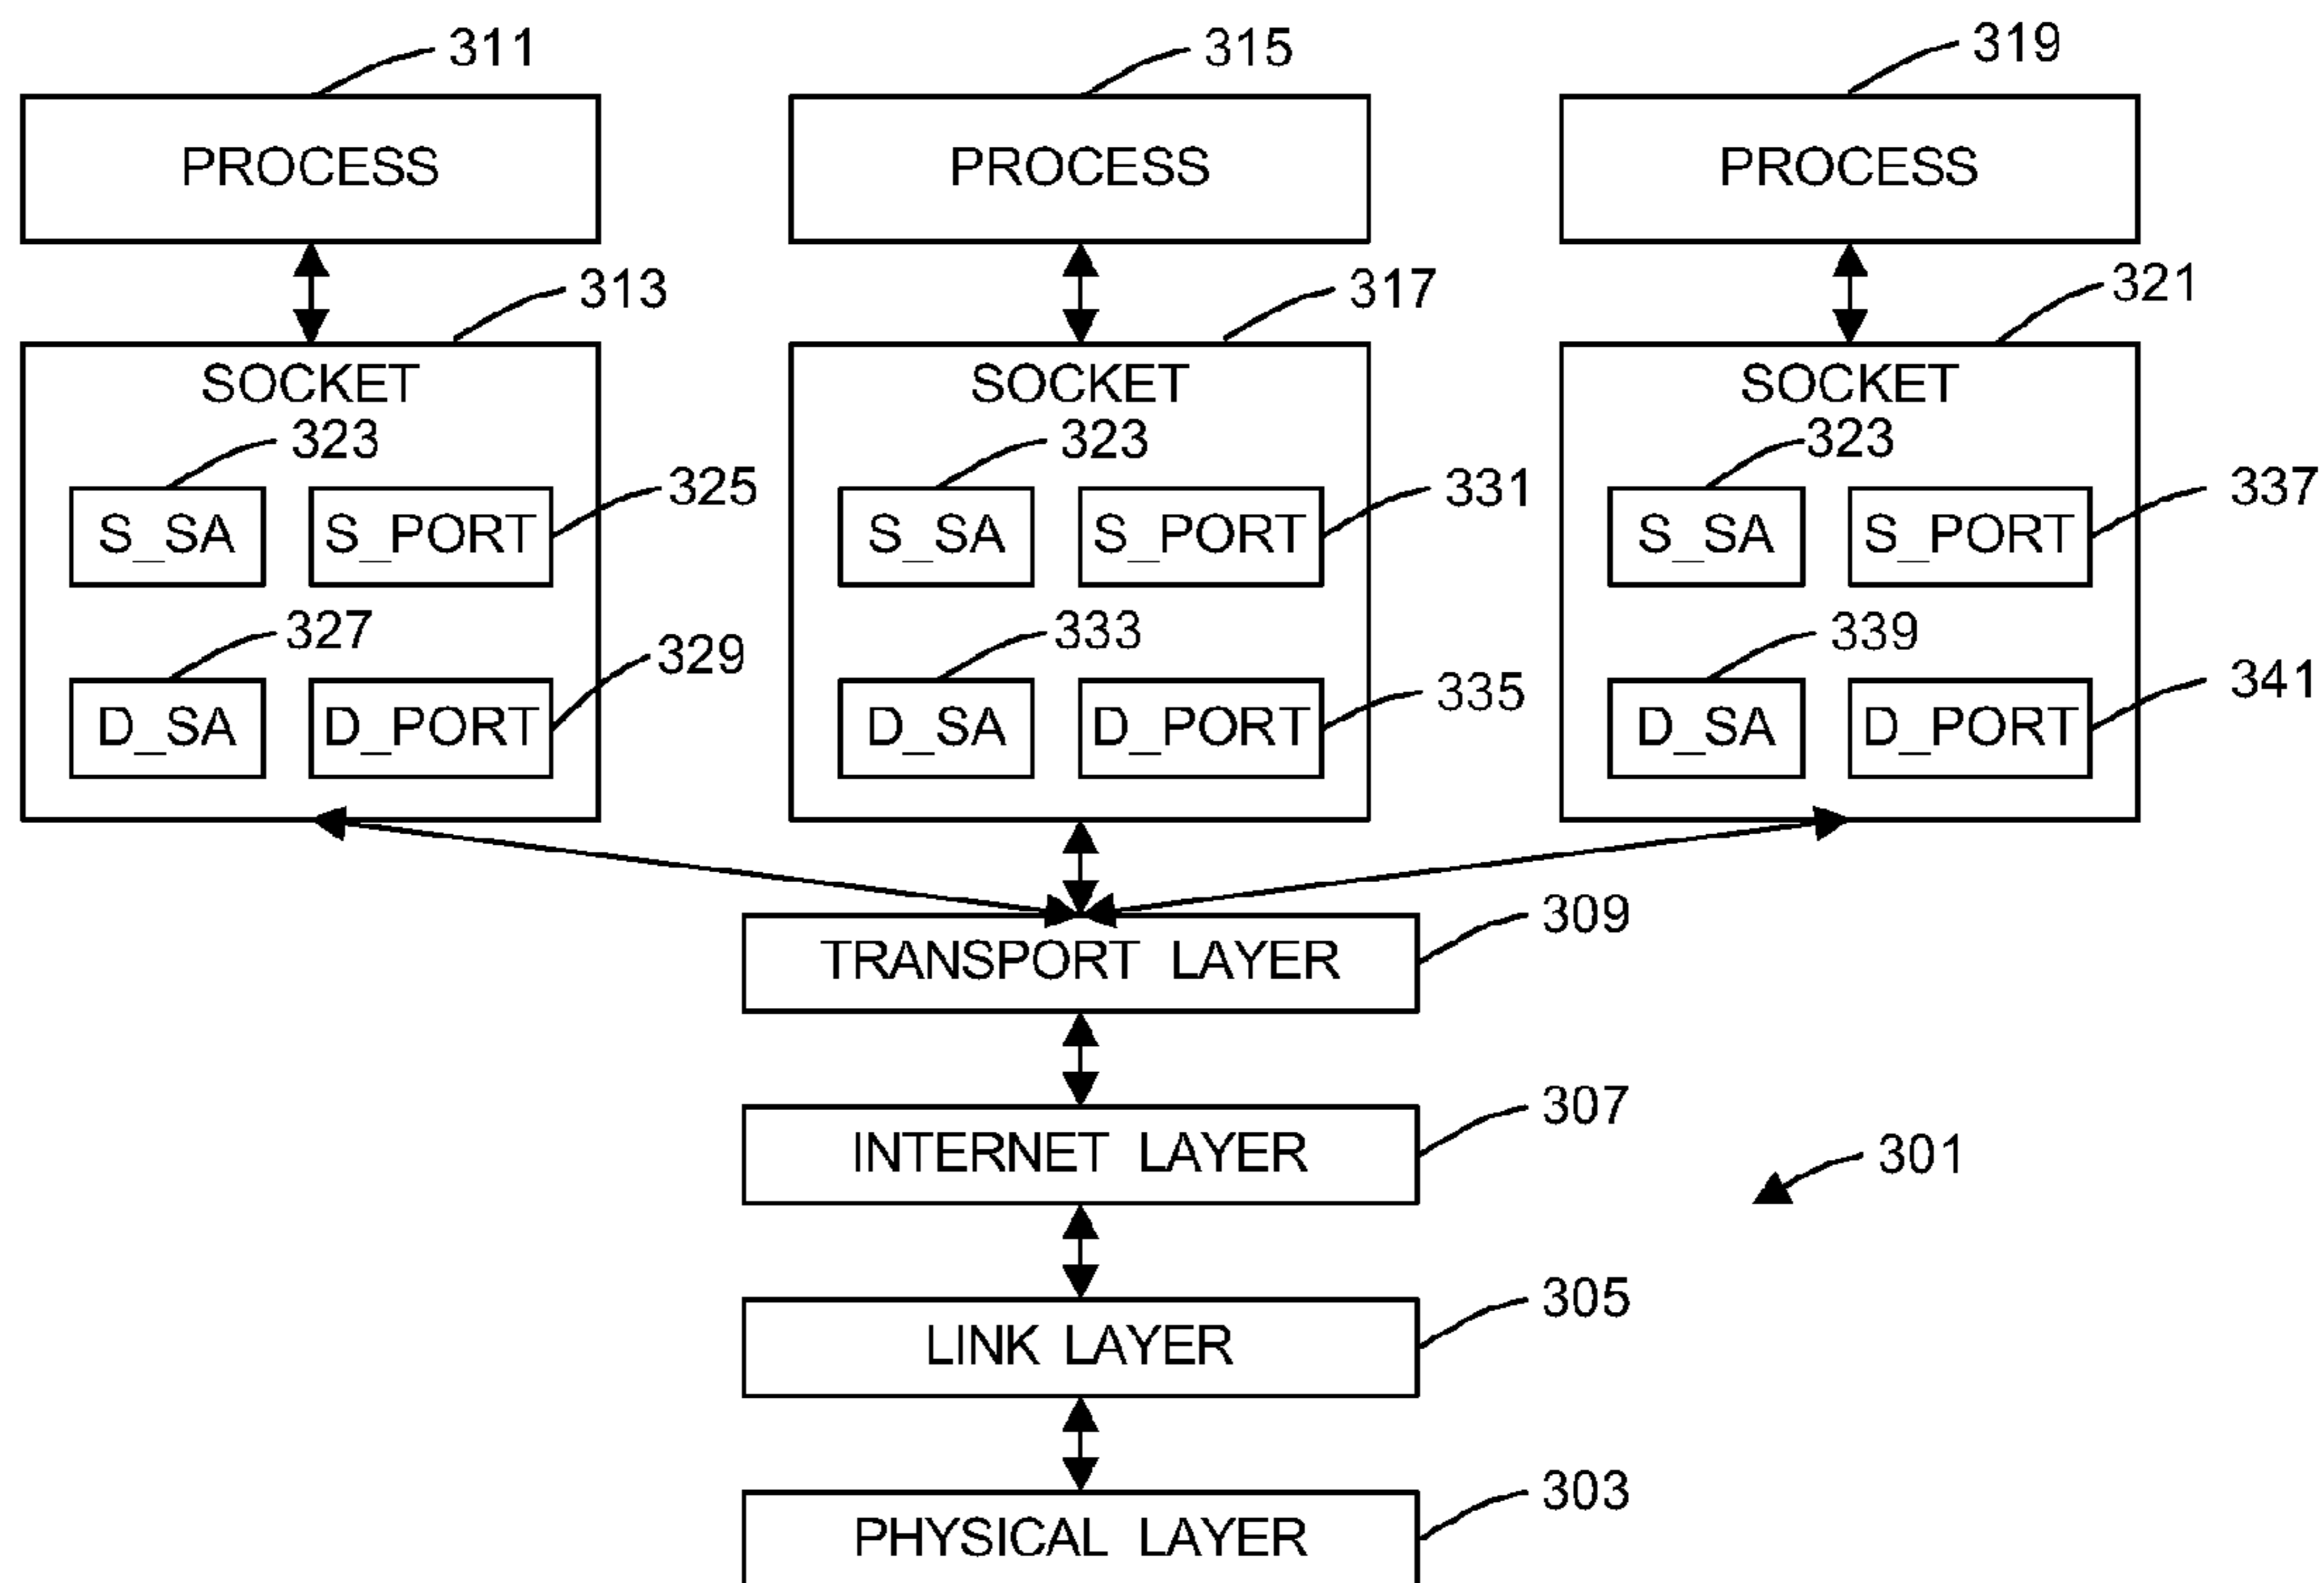 311
315
319
PROCESS
PROCESS
PROCESS
313
317
321
SOCKET
SOCKET
SOCKET
323
325
323
331
323
337
S_SA
S_PORT
S_SA
S_PORT
S_SA
S_PORT
327
329
333
335
339
341
D_SA
D_PORT
D_SA
D_PORT
D_SA
D_PORT
309
TRANSPORT LAYER
307
INTERNET LAYER
301
305
LINK LAYER
303
PHYSICAL LAYER